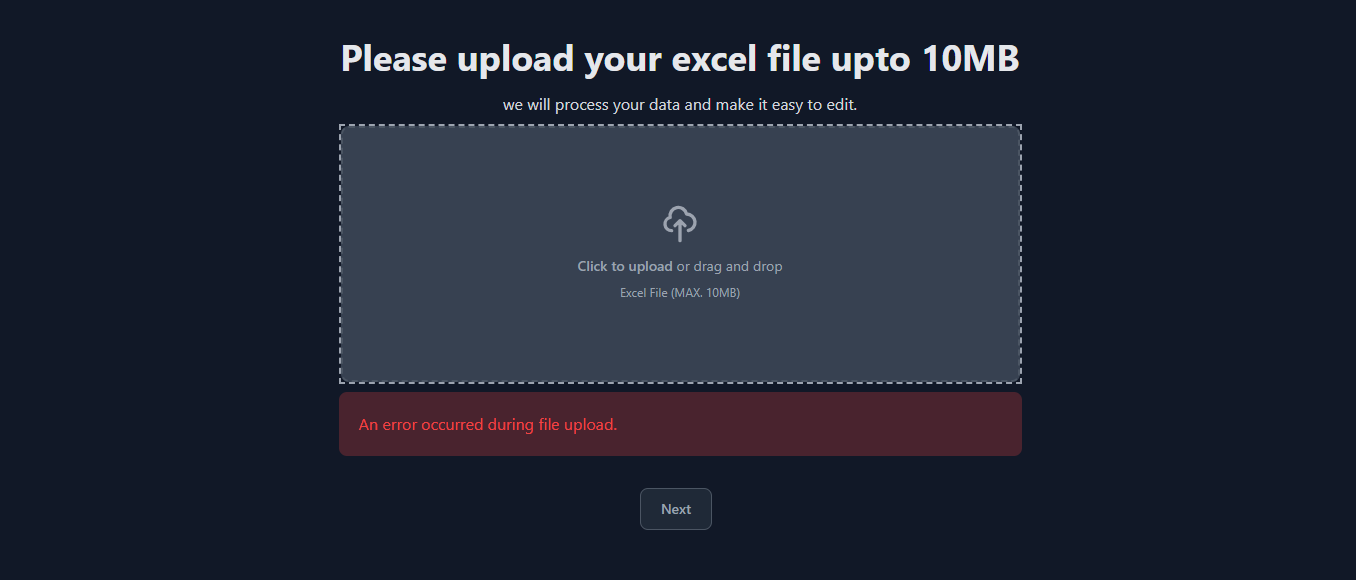 Please upload your excel file upto 10MB
we will process your data and make it easy to edit.
Click to upload or drag and drop
Excel File (MAX. 10MB)
An error occurred during file upload.
Next